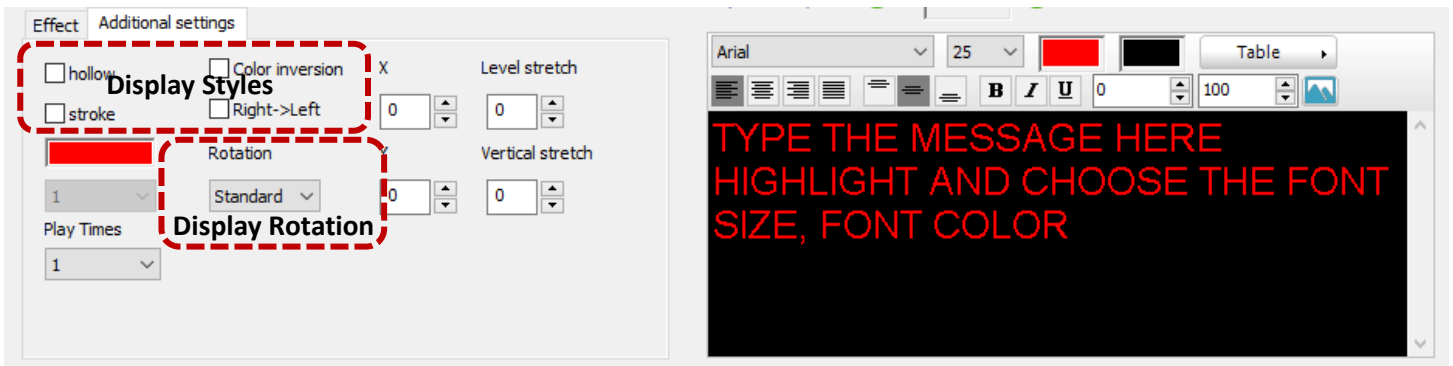 Effect Additional settings
hollow Color inversion X Level stretch
Display Styles
stroke Right->Left 0 0
Rotation Y Vertical stretch
1 Standard 0 0
Play Times Display Rotation
1
Arial 25 Table
B I U 0 100
TYPE THE MESSAGE HERE
HIGHLIGHT AND CHOOSE THE FONT
SIZE, FONT COLOR